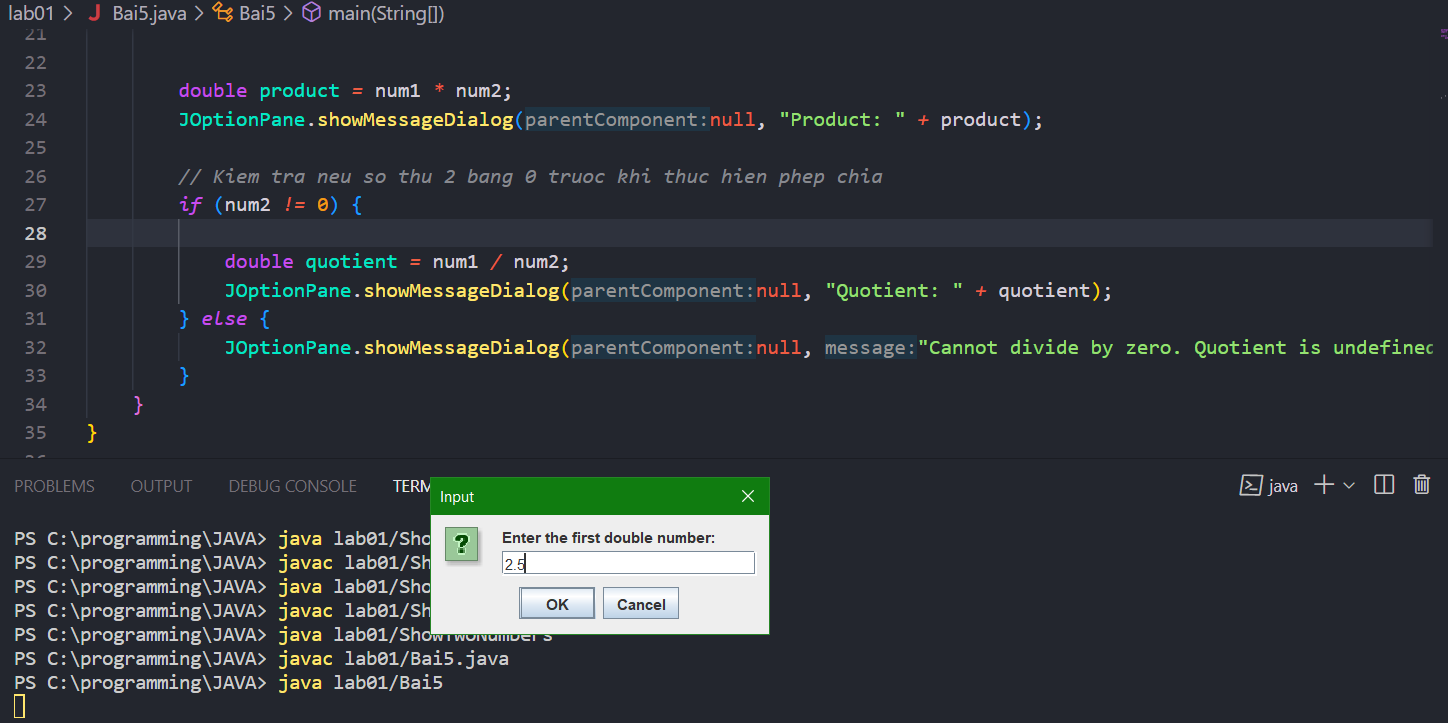 lab01 > J Bai5.java > Bai5 > main(String[])
21
22
23 double product = num1 * num2;
24 JOptionPane.showMessageDialog(parentComponent:null, "Product: " + product);
25
26 // Kiem tra neu so thu 2 bang 0 truoc khi thuc hien phep chia
27 if (num2 != 0) {
28
29 double quotient = num1 / num2;
30 JOptionPane.showMessageDialog(parentComponent:null, "Quotient: " + quotient);
31 } else {
32 JOptionPane.showMessageDialog(parentComponent:null, message:"Cannot divide by zero. Quotient is undefined
33 }
34 }
35 }
PROBLEMS OUTPUT DEBUG CONSOLE TERM
java
Input
Enter the first double number:
2.5
OK Cancel
PS C:\programming\JAVA> java lab01/Sho
PS C:\programming\JAVA> javac lab01/Sh
PS C:\programming\JAVA> java lab01/Sho
PS C:\programming\JAVA> javac lab01/Sh
PS C:\programming\JAVA> java lab01/ShowTwoNumbers
PS C:\programming\JAVA> javac lab01/Bai5.java
PS C:\programming\JAVA> java lab01/Bai5